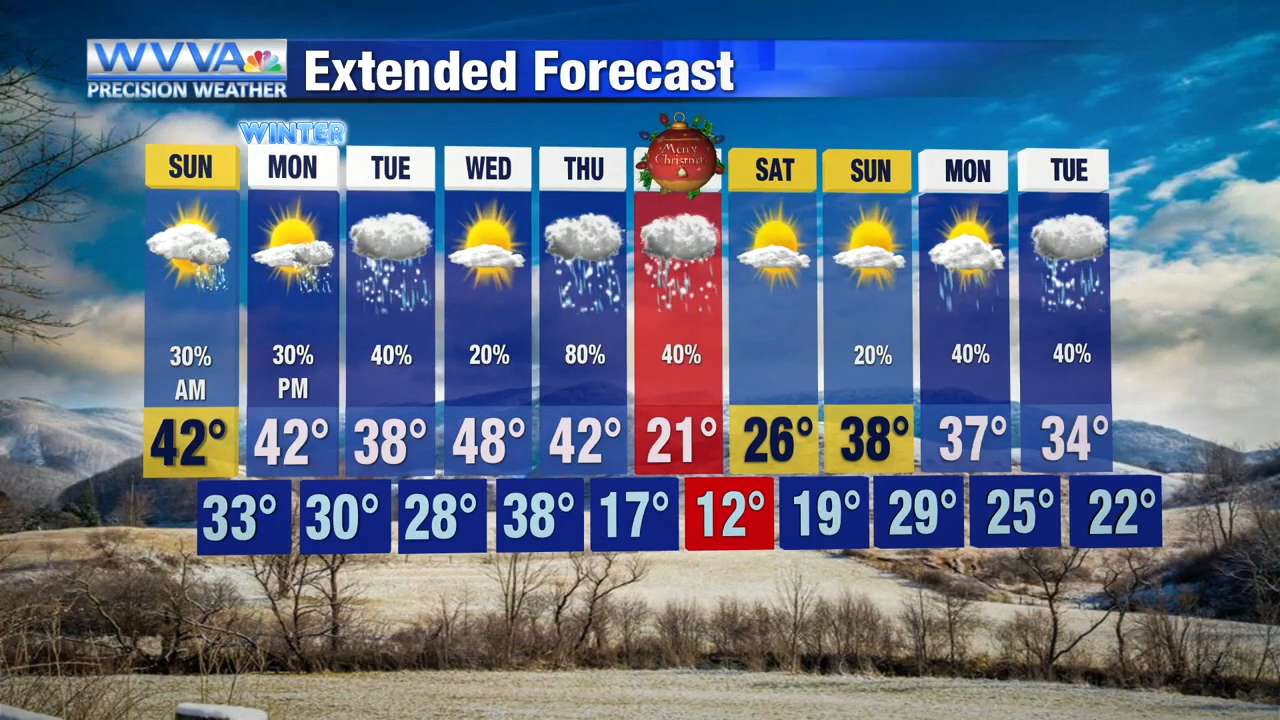 WVVA
PRECISION WEATHER
Extended Forecast
WINTER
SUN MON TUE WED THU Merry Christmas SAT SUN MON TUE
30% 30% 40% 20% 80% 40% 20% 40% 40%
AM PM
42° 42° 38° 48° 42° 21° 26° 38° 37° 34°
33° 30° 28° 38° 17° 12° 19° 29° 25° 22°